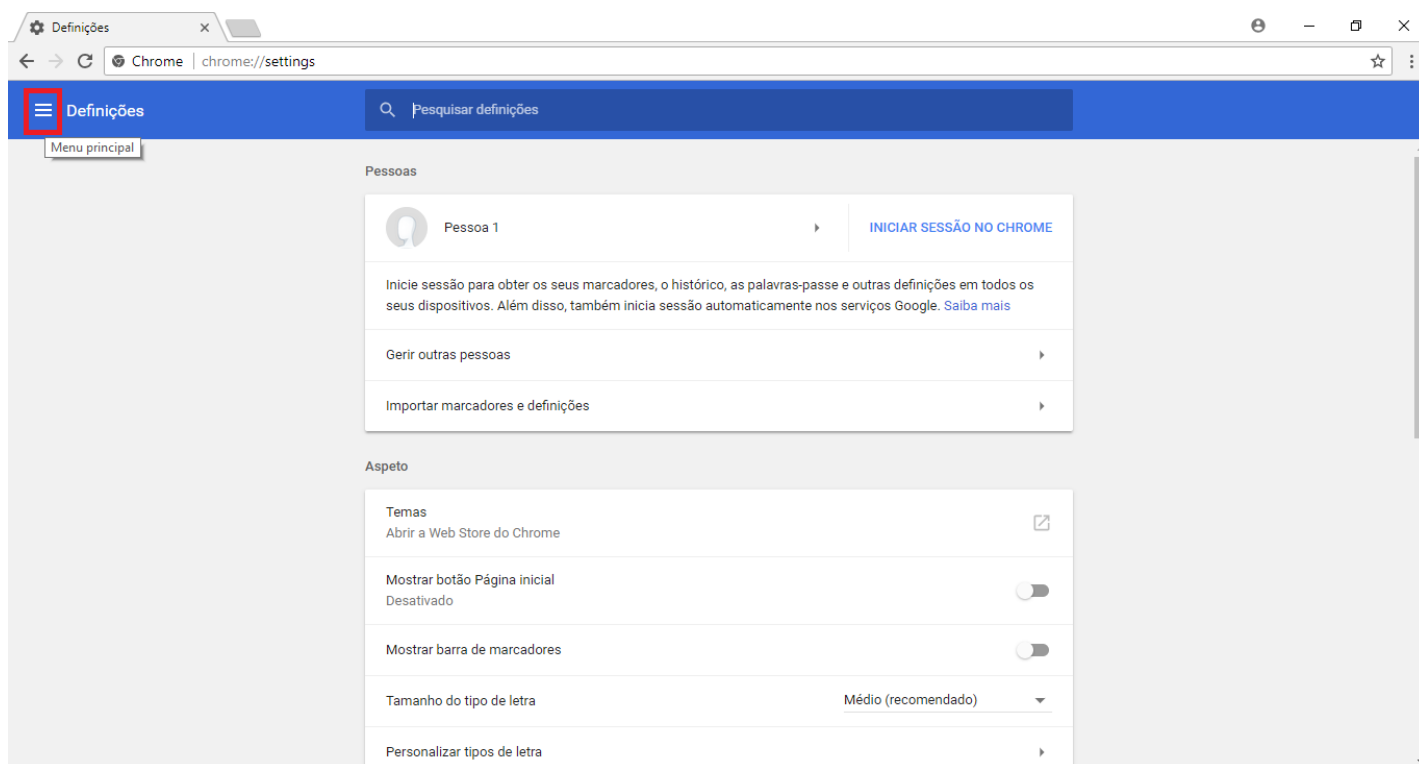 Definições
Chrome | chrome://settings
Definições
Pesquisar definições
Menu principal
Pessoas
Pessoa 1
INICIAR SESSÃO NO CHROME
Inicie sessão para obter os seus marcadores, o histórico, as palavras-passe e outras definições em todos os
seus dispositivos. Além disso, também inicia sessão automaticamente nos serviços Google. Saiba mais
Gerir outras pessoas
Importar marcadores e definições
Aspeto
Temas
Abrir a Web Store do Chrome
Mostrar botão Página inicial
Desativado
Mostrar barra de marcadores
Tamanho do tipo de letra
Médio (recomendado)
Personalizar tipos de letra